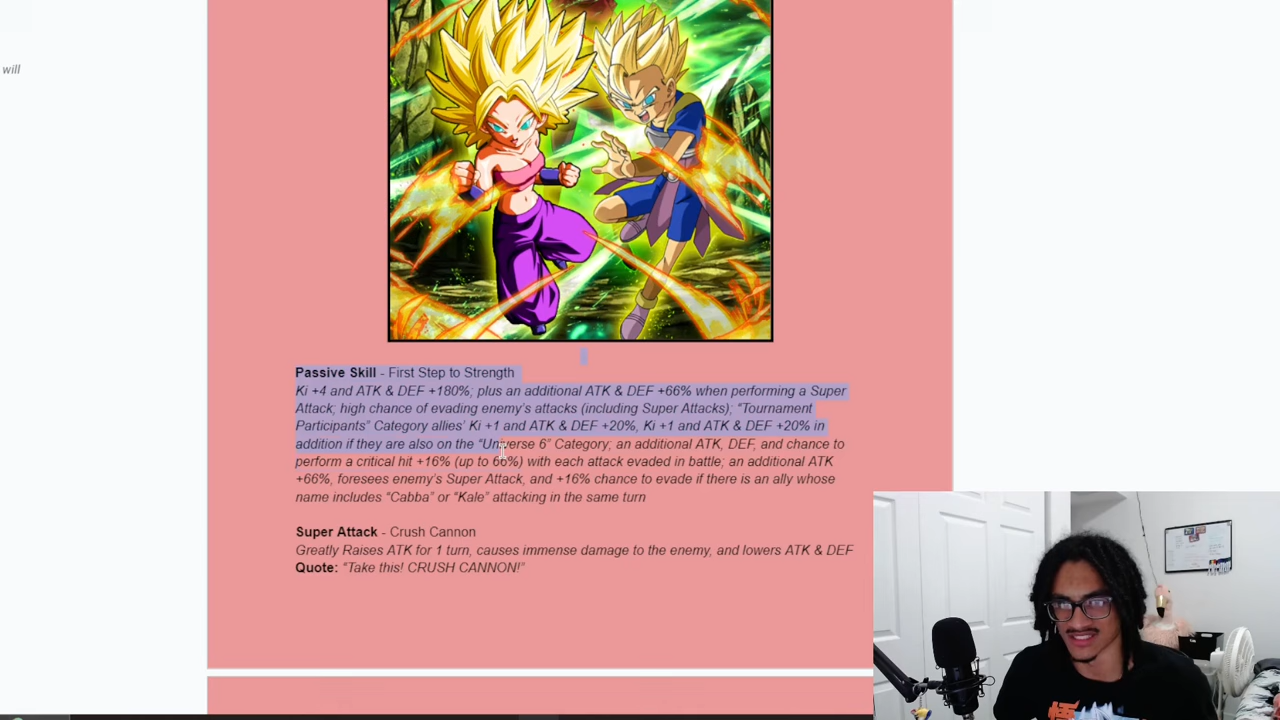 will
Passive Skill - First Step to Strength
Ki +4 and ATK & DEF +180%; plus an additional ATK & DEF +66% when performing a Super
Attack; high chance of evading enemy's attacks (including Super Attacks); “Tournament
Participants” Category allies' Ki +1 and ATK & DEF +20%, Ki +1 and ATK & DEF +20% in
addition if they are also on the “Universe 6” Category; an additional ATK, DEF, and chance to
perform a critical hit +16% (up to 66%) with each attack evaded in battle; an additional ATK
+66%, foresees enemy's Super Attack, and +16% chance to evade if there is an ally whose
name includes “Cabba” or “Kale” attacking in the same turn
Super Attack - Crush Cannon
Greatly Raises ATK for 1 turn, causes immense damage to the enemy, and lowers ATK & DEF
Quote: “Take this! CRUSH CANNON!”